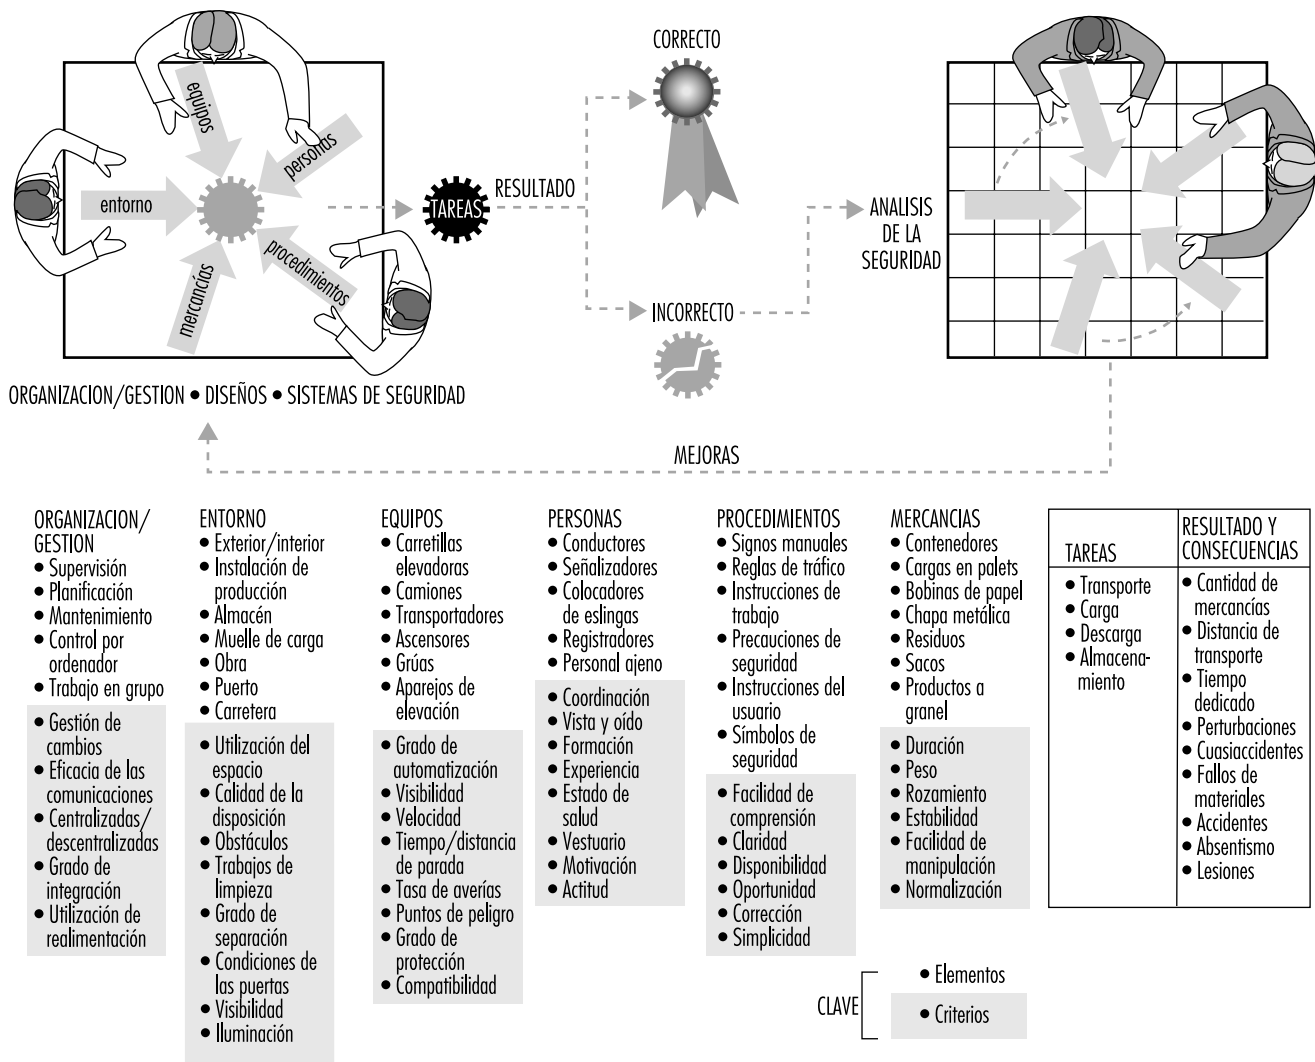 CORRECTO
equipos
personas
entorno
mercancías
procedimientos
TAREAS
RESULTADO
INCORRECTO
ANALISIS
DE LA
SEGURIDAD
ORGANIZACION/GESTION • DISEÑOS • SISTEMAS DE SEGURIDAD
MEJORAS
ORGANIZACION/
GESTION
• Supervisión
• Planificación
• Mantenimiento
• Control por
ordenador
• Trabajo en grupo
• Gestión de
cambios
• Eficacia de las
comunicaciones
• Centralizadas/
descentralizadas
• Grado de
integración
• Utilización de
realimentación
ENTORNO
• Exterior/interior
• Instalación de
producción
• Almacén
• Muelle de carga
• Obra
• Puerto
• Carretera
• Utilización del
espacio
• Calidad de la
disposición
• Obstáculos
• Trabajos de
limpieza
• Grado de
separación
• Condiciones de
las puertas
• Visibilidad
• Iluminación
EQUIPOS
• Carretillas
elevadoras
• Camiones
• Transportadores
• Ascensores
• Grúas
• Aparejos de
elevación
• Grado de
automatización
• Visibilidad
• Velocidad
• Tiempo/distancia
de parada
• Tasa de averías
• Puntos de peligro
• Grado de
protección
• Compatibilidad
PERSONAS
• Conductores
• Señalizadores
• Colocadores
de eslingas
• Registradores
• Personal ajeno
• Coordinación
• Vista y oído
• Formación
• Experiencia
• Estado de
salud
• Vestuario
• Motivación
• Actitud
PROCEDIMIENTOS
• Signos manuales
• Reglas de tráfico
• Instrucciones de
trabajo
• Precauciones de
seguridad
• Instrucciones del
usuario
• Símbolos de
seguridad
• Facilidad de
comprensión
• Claridad
• Disponibilidad
• Oportunidad
• Corrección
• Simplicidad
MERCANCIAS
• Contenedores
• Cargas en palets
• Bobinas de papel
• Chapa metálica
• Residuos
• Sacos
• Productos a
granel
• Duración
• Peso
• Rozamiento
• Estabilidad
• Facilidad de
manipulación
• Normalización
TAREAS
• Transporte
• Carga
• Descarga
• Almacena-
miento
RESULTADO Y
CONSECUENCIAS
• Cantidad de
mercancías
• Distancia de
transporte
• Tiempo
dedicado
• Perturbaciones
• Cuasiaccidentes
• Fallos de
materiales
• Accidentes
• Absentismo
• Lesiones
CLAVE
• Elementos
• Criterios